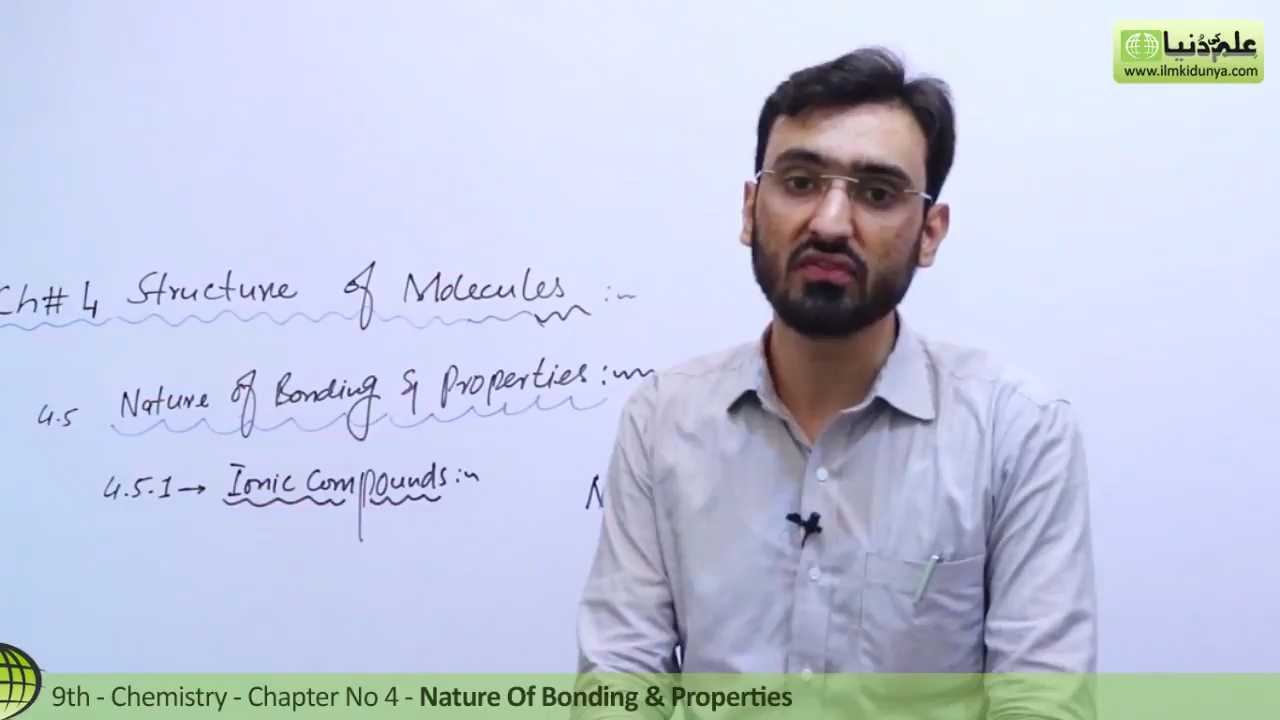 علم کی دُنیا
www.ilmkidunya.com
Ch# 4 Structure of Molecules :~
4.5 Nature of Bonding & Properties :~
4.5.1 → Ionic Compounds :~
N
9th - Chemistry - Chapter No 4 - Nature Of Bonding & Properties